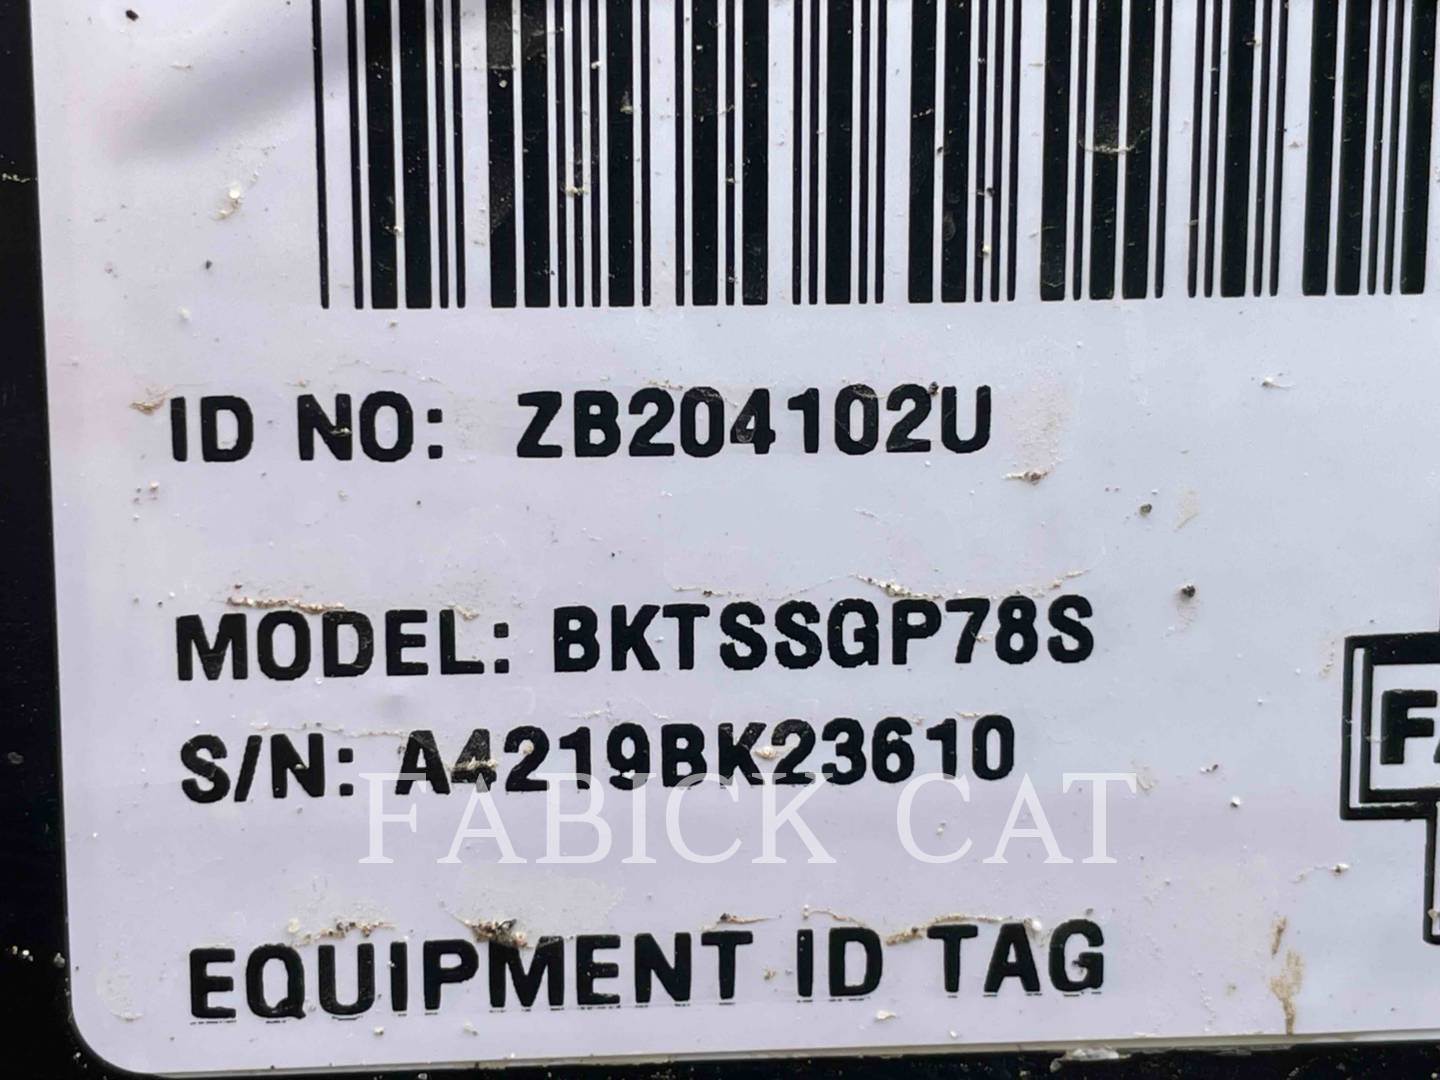 ID NO: ZB204102U
MODEL: BKTSSGP78S
S/N: A4219BK23610
FABICK CAT
EQUIPMENT ID TAG